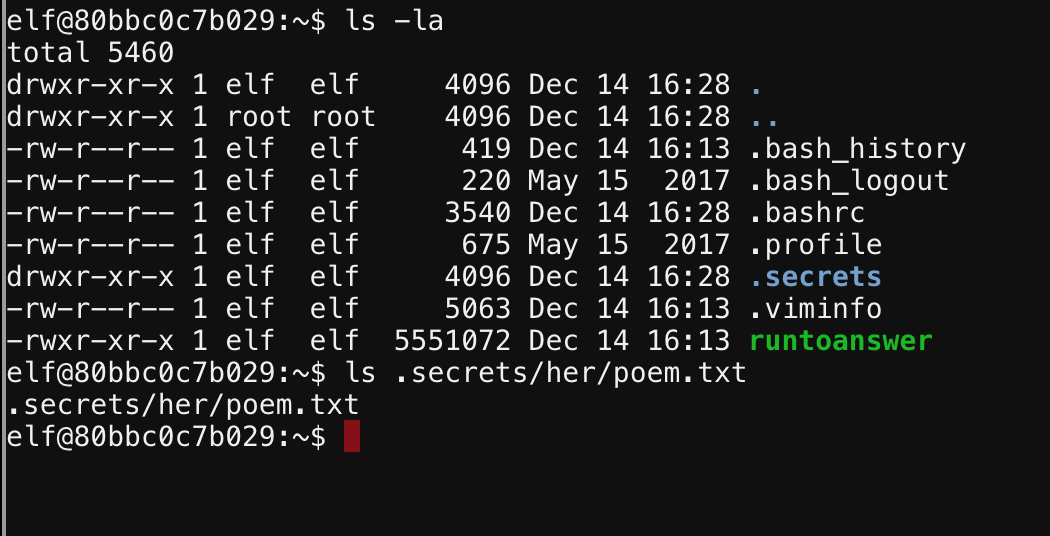 elf@80bbc0c7b029:~$ ls -la
total 5460
drwxr-xr-x 1 elf  elf     4096 Dec 14 16:28 .
drwxr-xr-x 1 root root    4096 Dec 14 16:28 ..
-rw-r--r-- 1 elf  elf      419 Dec 14 16:13 .bash_history
-rw-r--r-- 1 elf  elf      220 May 15  2017 .bash_logout
-rw-r--r-- 1 elf  elf     3540 Dec 14 16:28 .bashrc
-rw-r--r-- 1 elf  elf      675 May 15  2017 .profile
drwxr-xr-x 1 elf  elf     4096 Dec 14 16:28 .secrets
-rw-r--r-- 1 elf  elf     5063 Dec 14 16:13 .viminfo
-rwxr-xr-x 1 elf  elf  5551072 Dec 14 16:13 runtoanswer
elf@80bbc0c7b029:~$ ls .secrets/her/poem.txt
.secrets/her/poem.txt
elf@80bbc0c7b029:~$